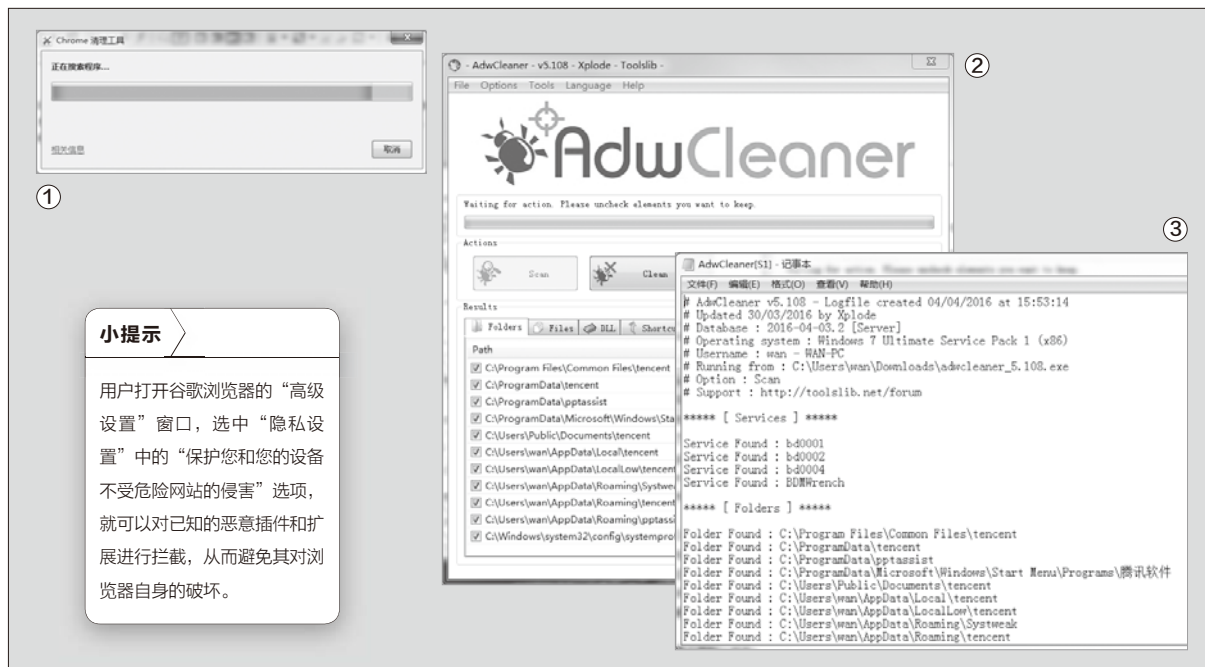 Chrome 清理工具
正在搜索程序...
相关信息
取消
①
- AdwCleaner - v5.108 - Xplode - Toolslib -
②
File Options Tools Language Help
AdwCleaner
Waiting for action. Please uncheck elements you want to keep.
Actions
Scan
Clean
Results
Folders Files DLL
Path
C:\Program Files\Common Files\tencent
C:\ProgramData\tencent
C:\ProgramData\pptassist
C:\ProgramData\Microsoft\Windows\Sta
C:\Users\Public\Documents\tencent
C:\Users\wan\AppData\Local\tencent
C:\Users\wan\AppData\LocalLow\tencent
C:\Users\wan\AppData\Roaming\Systwea
C:\Users\wan\AppData\Roaming\tencent
C:\Users\wan\AppData\Roaming\pptassi
C:\Windows\system32\config\systempro
③
AdwCleaner[S1] - 记事本
文件(F) 编辑(E) 格式(O) 查看(V) 帮助(H)
# AdwCleaner v5.108 - Logfile created 04/04/2016 at 15:53:14
# Updated 30/03/2016 by Xplode
# Database : 2016-04-03.2 [Server]
# Operating system : Windows 7 Ultimate Service Pack 1 (x86)
# Username : wan - WAN-PC
# Running from : C:\Users\wan\Downloads\adwcleaner_5.108.exe
# Option : Scan
# Support : http://toolslib.net/forum
***** [ Services ] *****
Service Found : bd0001
Service Found : bd0002
Service Found : bd0004
Service Found : BDMWrench
***** [ Folders ] *****
Folder Found : C:\Program Files\Common Files\tencent
Folder Found : C:\ProgramData\tencent
Folder Found : C:\ProgramData\pptassist
Folder Found : C:\ProgramData\Microsoft\Windows\Start Menu\Programs\腾讯软件
Folder Found : C:\Users\Public\Documents\tencent
Folder Found : C:\Users\wan\AppData\Local\tencent
Folder Found : C:\Users\wan\AppData\LocalLow\tencent
Folder Found : C:\Users\wan\AppData\Roaming\Systweak
Folder Found : C:\Users\wan\AppData\Roaming\tencent
小提示
用户打开谷歌浏览器的“高级
设置”窗口，选中“隐私设
置”中的“保护您和您的设备
不受危险网站的侵害”选项，
就可以对已知的恶意插件和扩
展进行拦截，从而避免其对浏
览器自身的破坏。